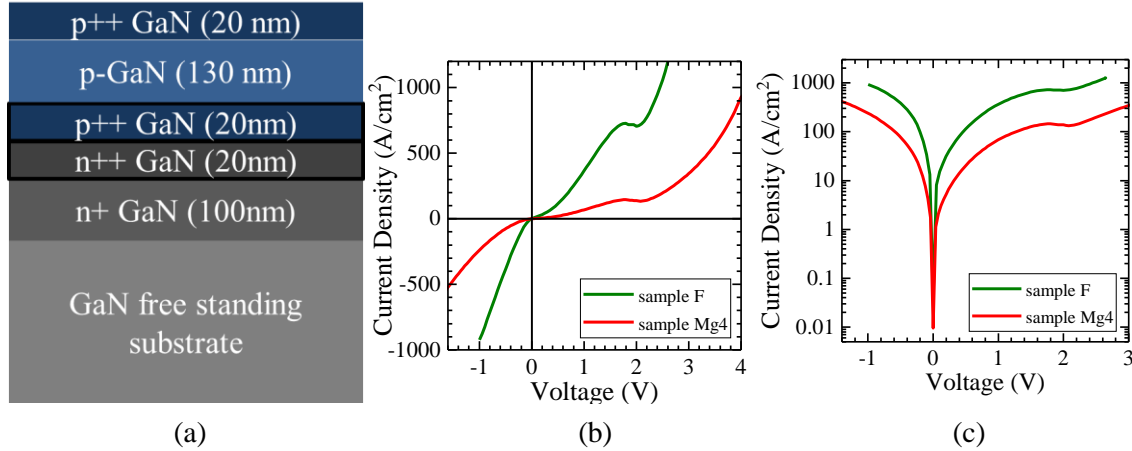 p++ GaN (20 nm)
p-GaN (130 nm)
p++ GaN (20nm)
n++ GaN (20nm)
n+ GaN (100nm)
GaN free standing
substrate
(a)
Current Density (A/cm2)
1000
500
0
-500
-1000
-1 0 1 2 3 4
Voltage (V)
sample F
sample Mg4
(b)
Current Density (A/cm2)
1000
100
10
1
0.1
0.01
-1 0 1 2 3
Voltage (V)
sample F
sample Mg4
(c)